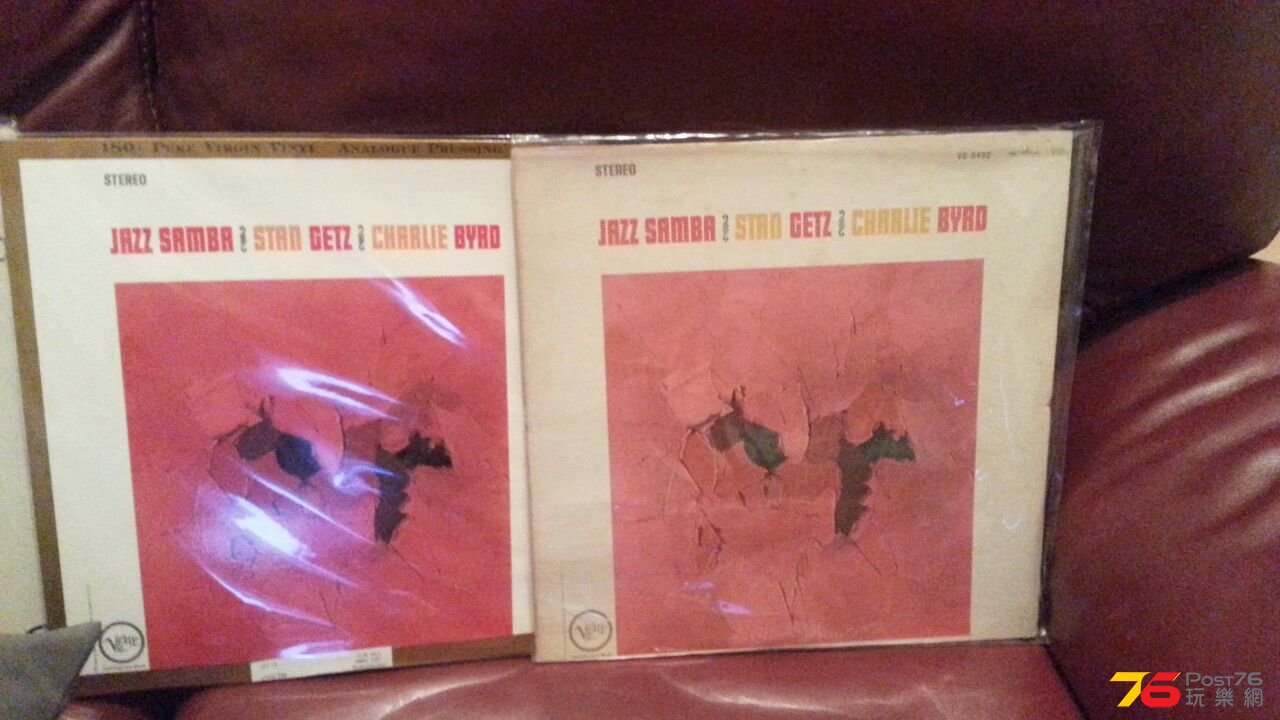 180g Pure Virgin Vinyl Analogue Pressing
STEREO
JAZZ SAMBA STAN GETZ CHARLIE BYRD
Verve
STEREO
V6-8432
JAZZ SAMBA STAN GETZ CHARLIE BYRD
Verve
76 Post76
玩樂網